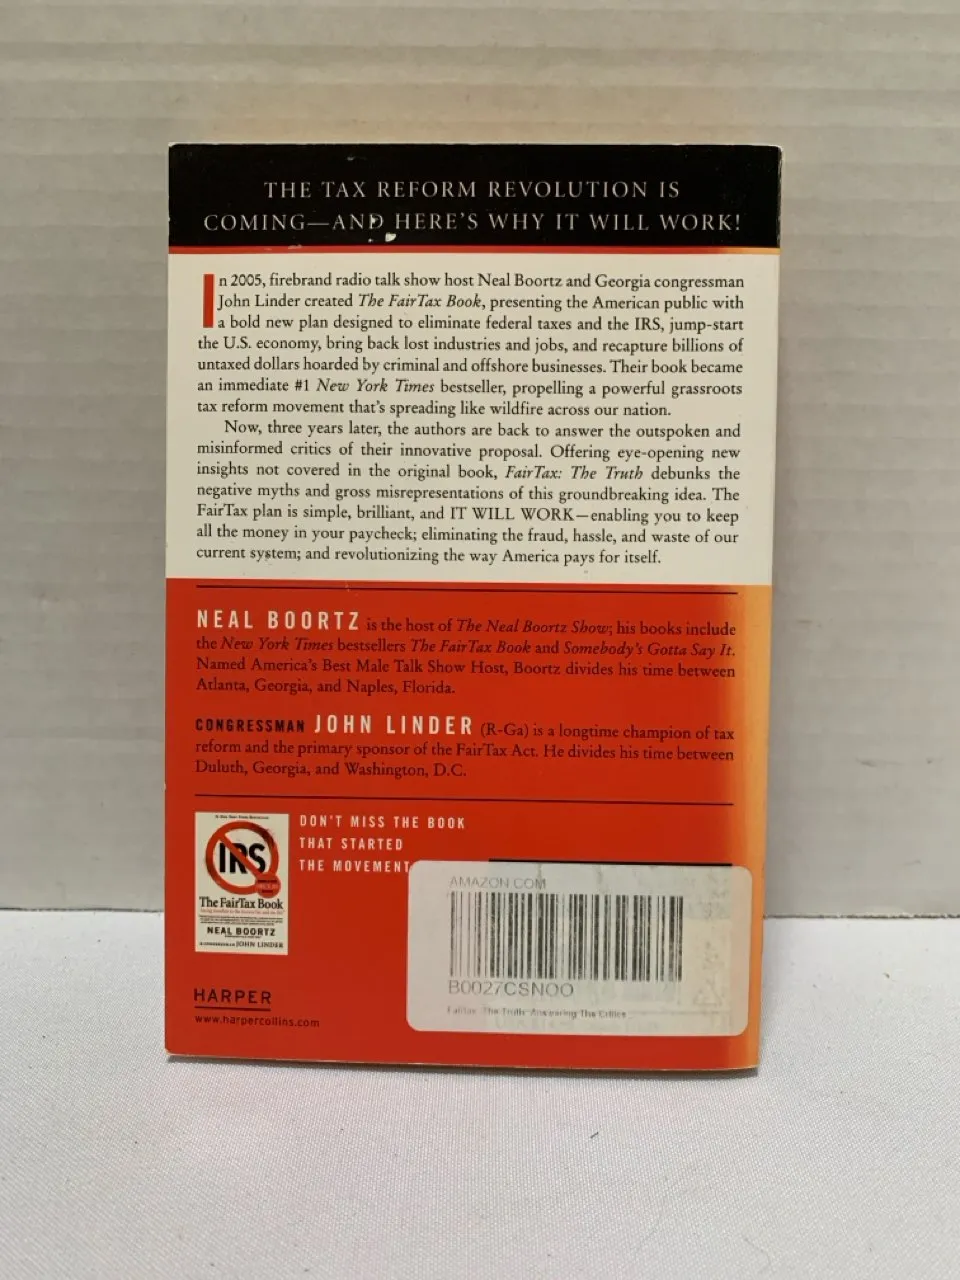 THE TAX REFORM REVOLUTION IS
COMING—AND HERE'S WHY IT WILL WORK!
In 2005, firebrand radio talk show host Neal Boortz and Georgia congressman
John Linder created The FairTax Book, presenting the American public with
a bold new plan designed to eliminate federal taxes and the IRS, jump-start
the U.S. economy, bring back lost industries and jobs, and recapture billions of
untaxed dollars hoarded by criminal and offshore businesses. Their book became
an immediate #1 New York Times bestseller, propelling a powerful grassroots
tax reform movement that's spreading like wildfire across our nation.
Now, three years later, the authors are back to answer the outspoken and
misinformed critics of their innovative proposal. Offering eye-opening new
insights not covered in the original book, FairTax: The Truth debunks the
negative myths and gross misrepresentations of this groundbreaking idea. The
FairTax plan is simple, brilliant, and IT WILL WORK—enabling you to keep
all the money in your paycheck; eliminating the fraud, hassle, and waste of our
current system; and revolutionizing the way America pays for itself.
NEAL BOORTZ is the host of The Neal Boortz Show; his books include
the New York Times bestsellers The FairTax Book and Somebody's Gotta Say It.
Named America's Best Male Talk Show Host, Boortz divides his time between
Atlanta, Georgia, and Naples, Florida.
CONGRESSMAN JOHN LINDER (R-Ga) is a longtime champion of tax
reform and the primary sponsor of the FairTax Act. He divides his time between
Duluth, Georgia, and Washington, D.C.
IRS
The FairTax Book
NEAL BOORTZ
JOHN LINDER
DON'T MISS THE BOOK
THAT STARTED
THE MOVEMENT
AMAZON.COM
B0027CSNOO
FairTax: The Truth: Answering The Critics
HARPER
www.harpercollins.com